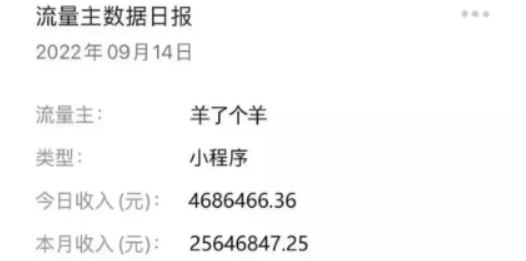 流量主数据日报
2022年09月14日
流量主: 羊了个羊
类型: 小程序
今日收入(元): 4686466.36
本月收入(元): 25646847.25